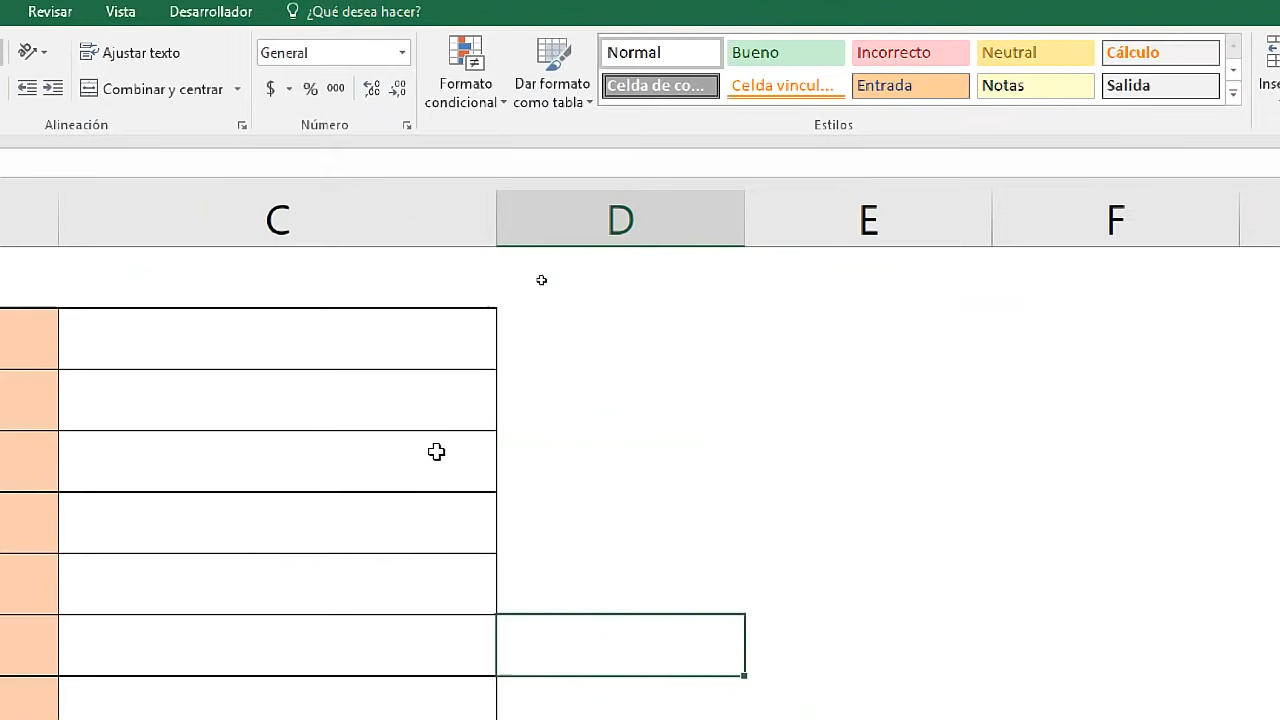 Revisar Vista Desarrollador ¿Qué desea hacer?
Ajustar texto General Normal Bueno Incorrecto Neutral Cálculo
Combinar y centrar $ % 000 Formato condicional Dar formato como tabla Celda de co... Celda vincul... Entrada Notas Salida
Alineación Número Estilos
C D E F